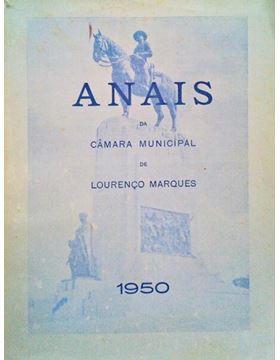 ANAIS
DA
CÂMARA MUNICIPAL
DE
LOURENÇO MARQUES
1950